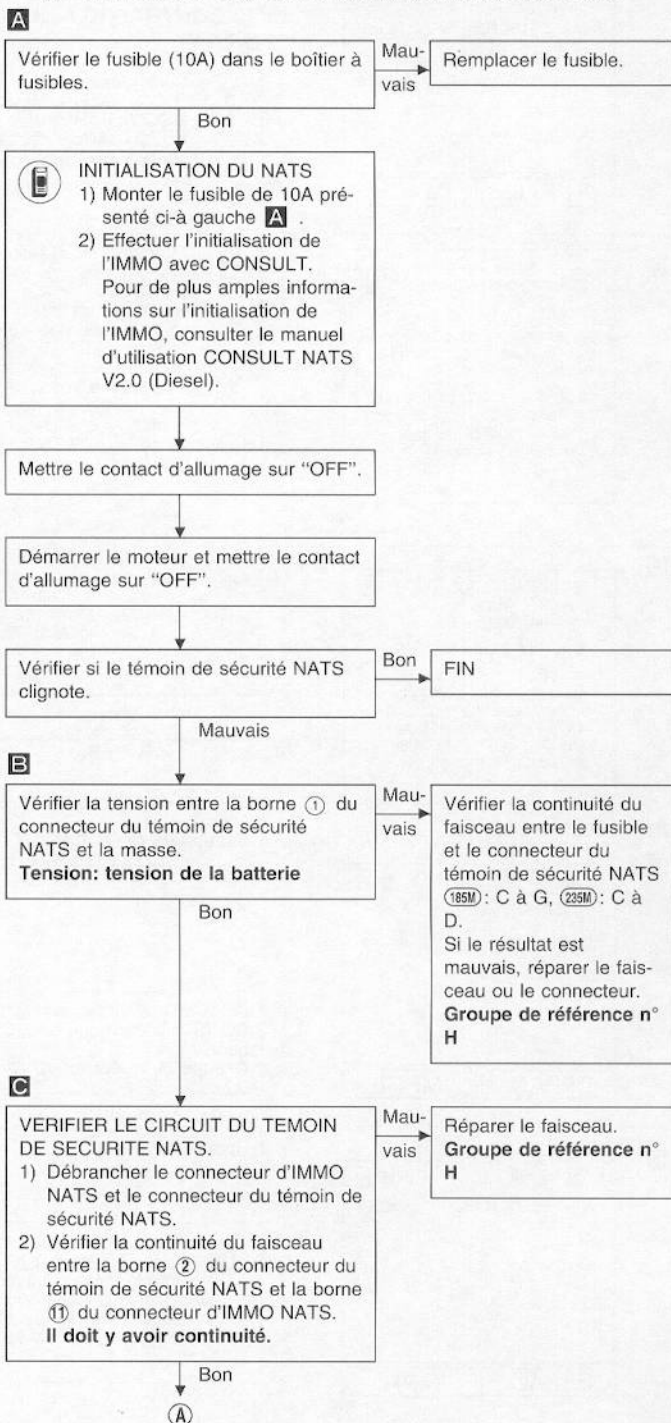 A
Vérifier le fusible (10A) dans le boîtier à
fusibles.
Mau-
vais
Remplacer le fusible.
Bon
INITIALISATION DU NATS
1) Monter le fusible de 10A pré-
senté ci-à gauche A .
2) Effectuer l'initialisation de
l'IMMO avec CONSULT.
Pour de plus amples informa-
tions sur l'initialisation de
l'IMMO, consulter le manuel
d'utilisation CONSULT NATS
V2.0 (Diesel).
Mettre le contact d'allumage sur “OFF”.
Démarrer le moteur et mettre le contact
d'allumage sur “OFF”.
Vérifier si le témoin de sécurité NATS
clignote.
Bon
FIN
Mauvais
B
Vérifier la tension entre la borne ① du
connecteur du témoin de sécurité
NATS et la masse.
Tension: tension de la batterie
Mau-
vais
Vérifier la continuité du
faisceau entre le fusible
et le connecteur du
témoin de sécurité NATS
(185M): C à G, (235M): C à
D.
Si le résultat est
mauvais, réparer le fais-
ceau ou le connecteur.
Groupe de référence n°
H
Bon
C
VERIFIER LE CIRCUIT DU TEMOIN
DE SECURITE NATS.
1) Débrancher le connecteur d'IMMO
NATS et le connecteur du témoin de
sécurité NATS.
2) Vérifier la continuité du faisceau
entre la borne ② du connecteur du
témoin de sécurité NATS et la borne
⑪ du connecteur d'IMMO NATS.
Il doit y avoir continuité.
Mau-
vais
Réparer le faisceau.
Groupe de référence n°
H
Bon
Ⓐ